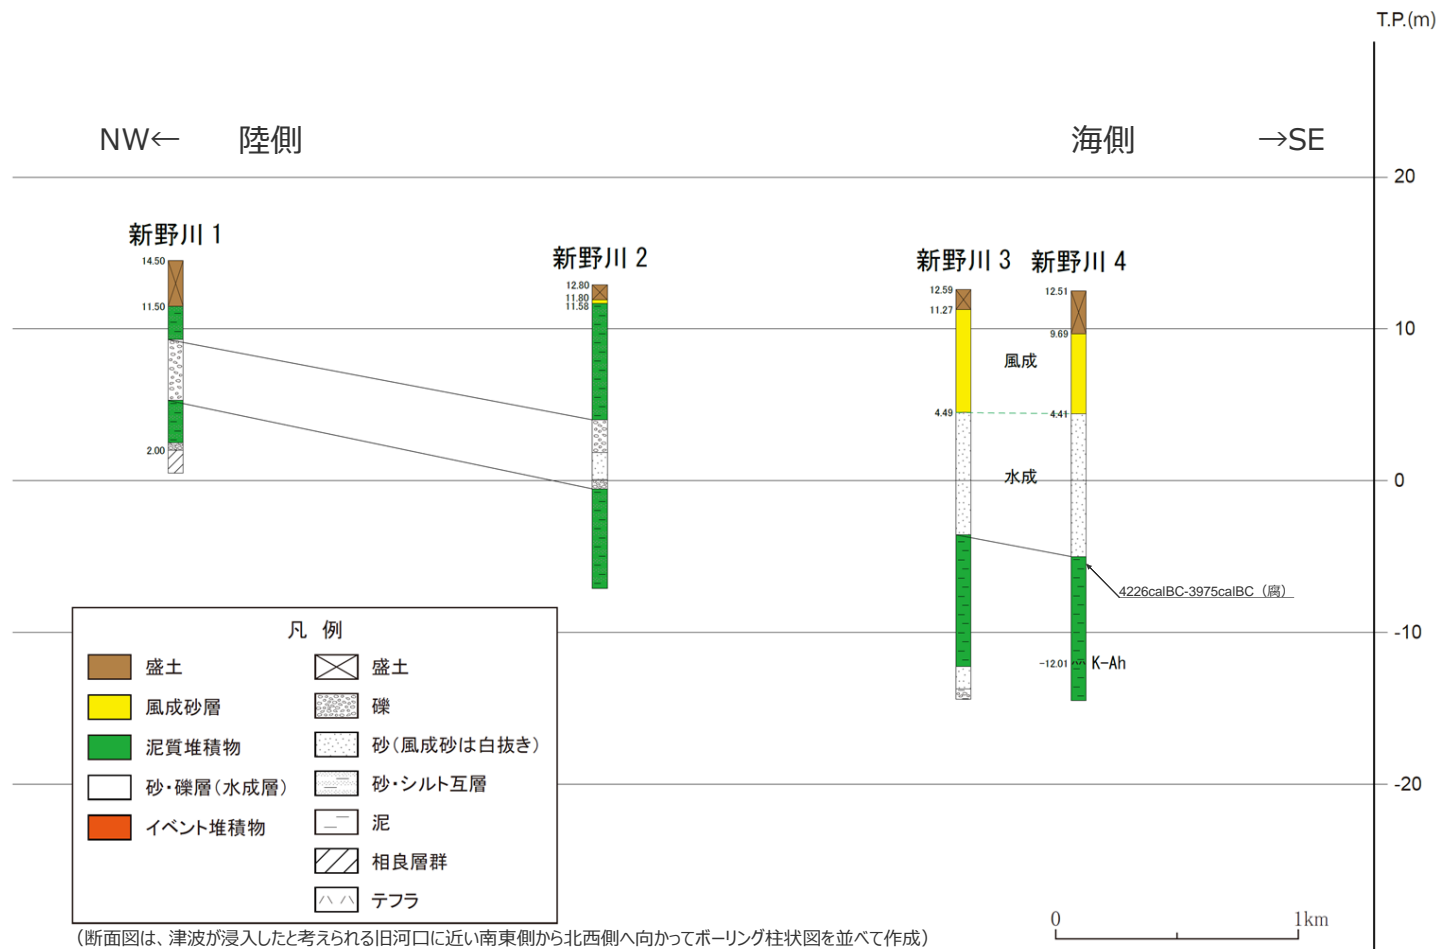 T.P.(m)
NW← 陸側 海側 →SE
20
新野川 1
新野川 2
新野川 3 新野川 4
14.50
11.50
2.00
12.80
11.80
11.58
12.59
11.27
4.49
12.51
9.69
4.41
10
風成
水成
0
4226calBC-3975calBC（腐）
-10
-12.01 K-Ah
-20
凡 例
盛土 盛土
風成砂層 礫
泥質堆積物 砂(風成砂は白抜き)
砂・礫層(水成層) 砂・シルト互層
イベント堆積物 泥
相良層群
テフラ
0 1km
（断面図は、津波が浸入したと考えられる旧河口に近い南東側から北西側へ向かってボーリング柱状図を並べて作成）